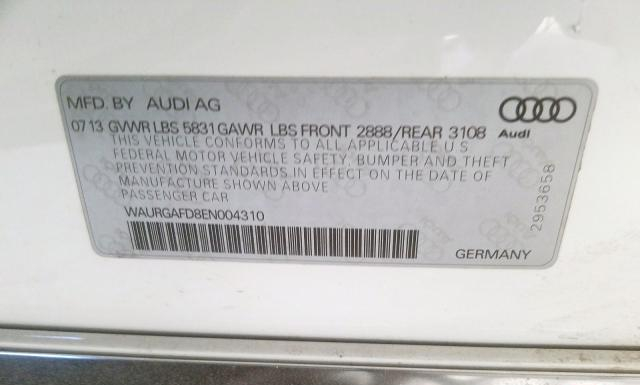 MFD. BY AUDI AG
07 13 GVWR LBS 5831 GAWR LBS FRONT 2888/REAR 3108
Audi
THIS VEHICLE CONFORMS TO ALL APPLICABLE U.S
FEDERAL MOTOR VEHICLE SAFETY, BUMPER AND THEFT
PREVENTION STANDARDS IN EFFECT ON THE DATE OF
MANUFACTURE SHOWN ABOVE
PASSENGER CAR
WAURGAFD8EN004310
2953658
GERMANY